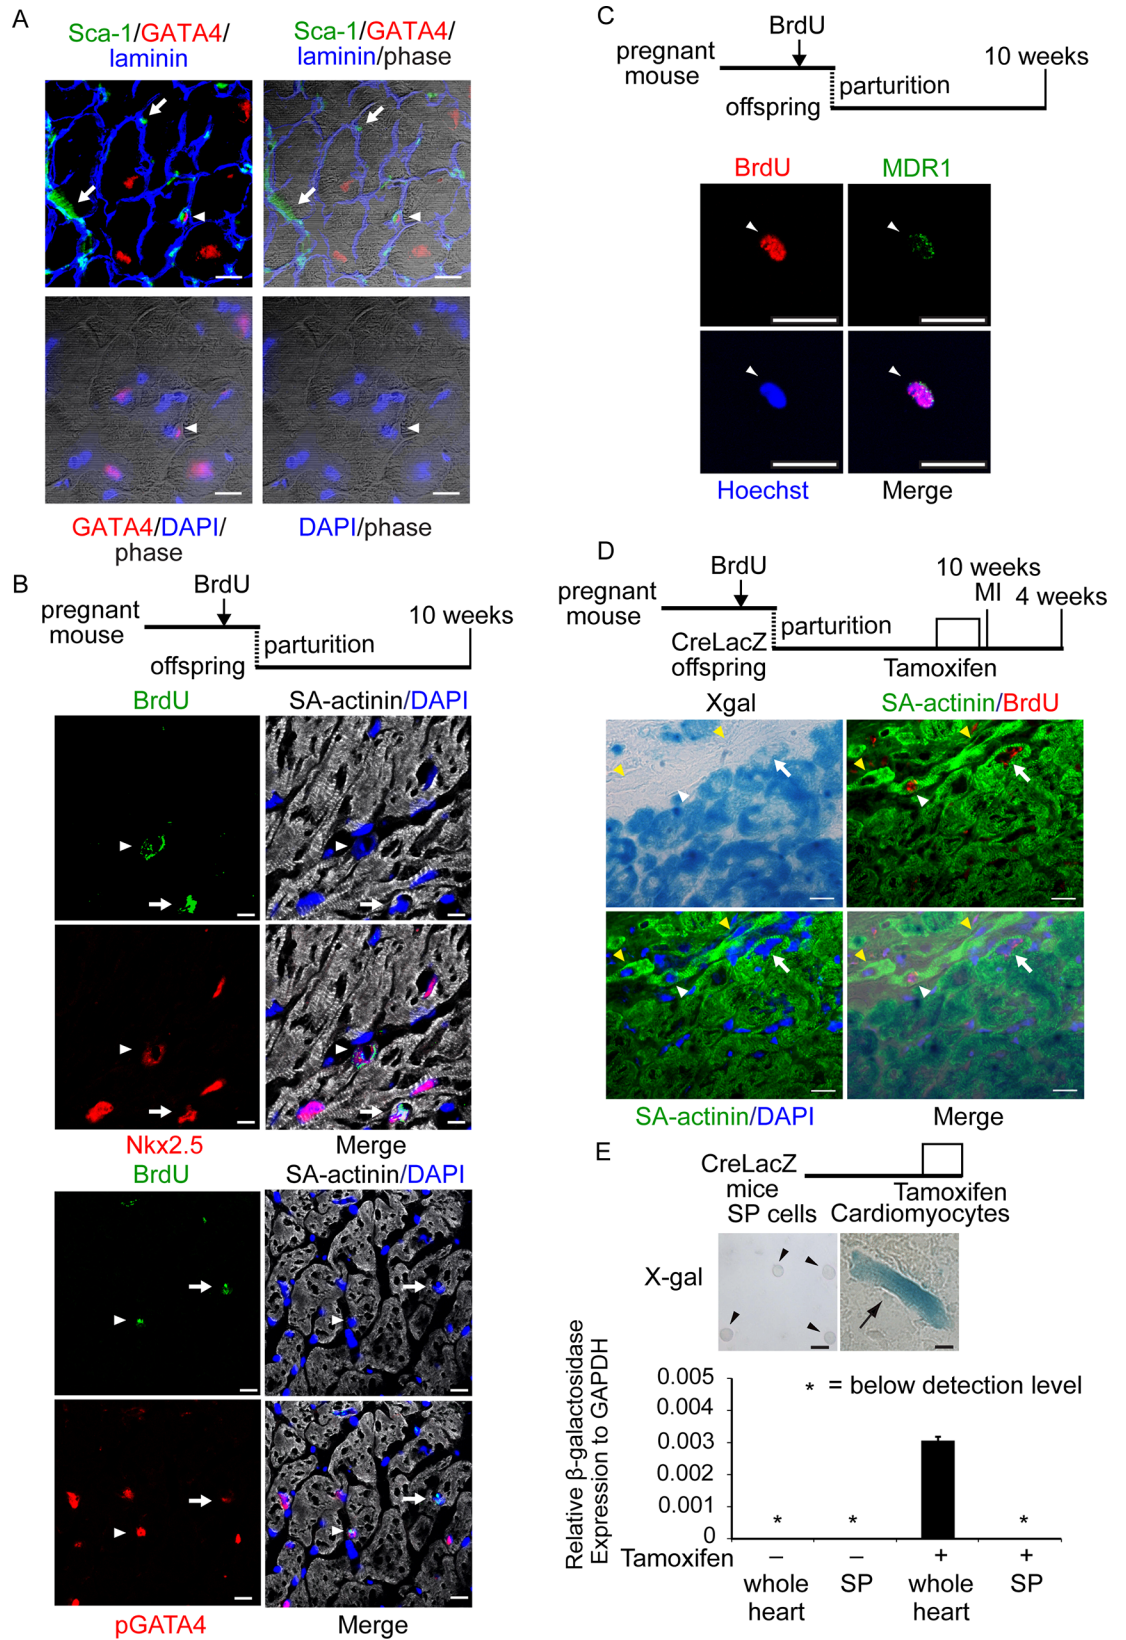 A
Sca-1/GATA4/
laminin
Sca-1/GATA4/
laminin/phase
GATA4/DAPI/
phase
DAPI/phase
B
BrdU
pregnant
mouse
10 weeks
parturition
offspring
BrdU
SA-actinin/DAPI
Nkx2.5
Merge
BrdU
SA-actinin/DAPI
pGATA4
Merge
C
BrdU
pregnant
mouse
10 weeks
parturition
offspring
BrdU
MDR1
Hoechst
Merge
D
BrdU
10 weeks
MI
4 weeks
pregnant
mouse
parturition
CreLacZ
offspring
Tamoxifen
Xgal
SA-actinin/BrdU
SA-actinin/DAPI
Merge
E
CreLacZ
mice
Tamoxifen
SP cells
Cardiomyocytes
X-gal
Relative β-galactosidase
Expression to GAPDH
0.005
0.004
0.003
0.002
0.001
0
* = below detection level
* * *
Tamoxifen – – + +
whole
heart
SP
whole
heart
SP